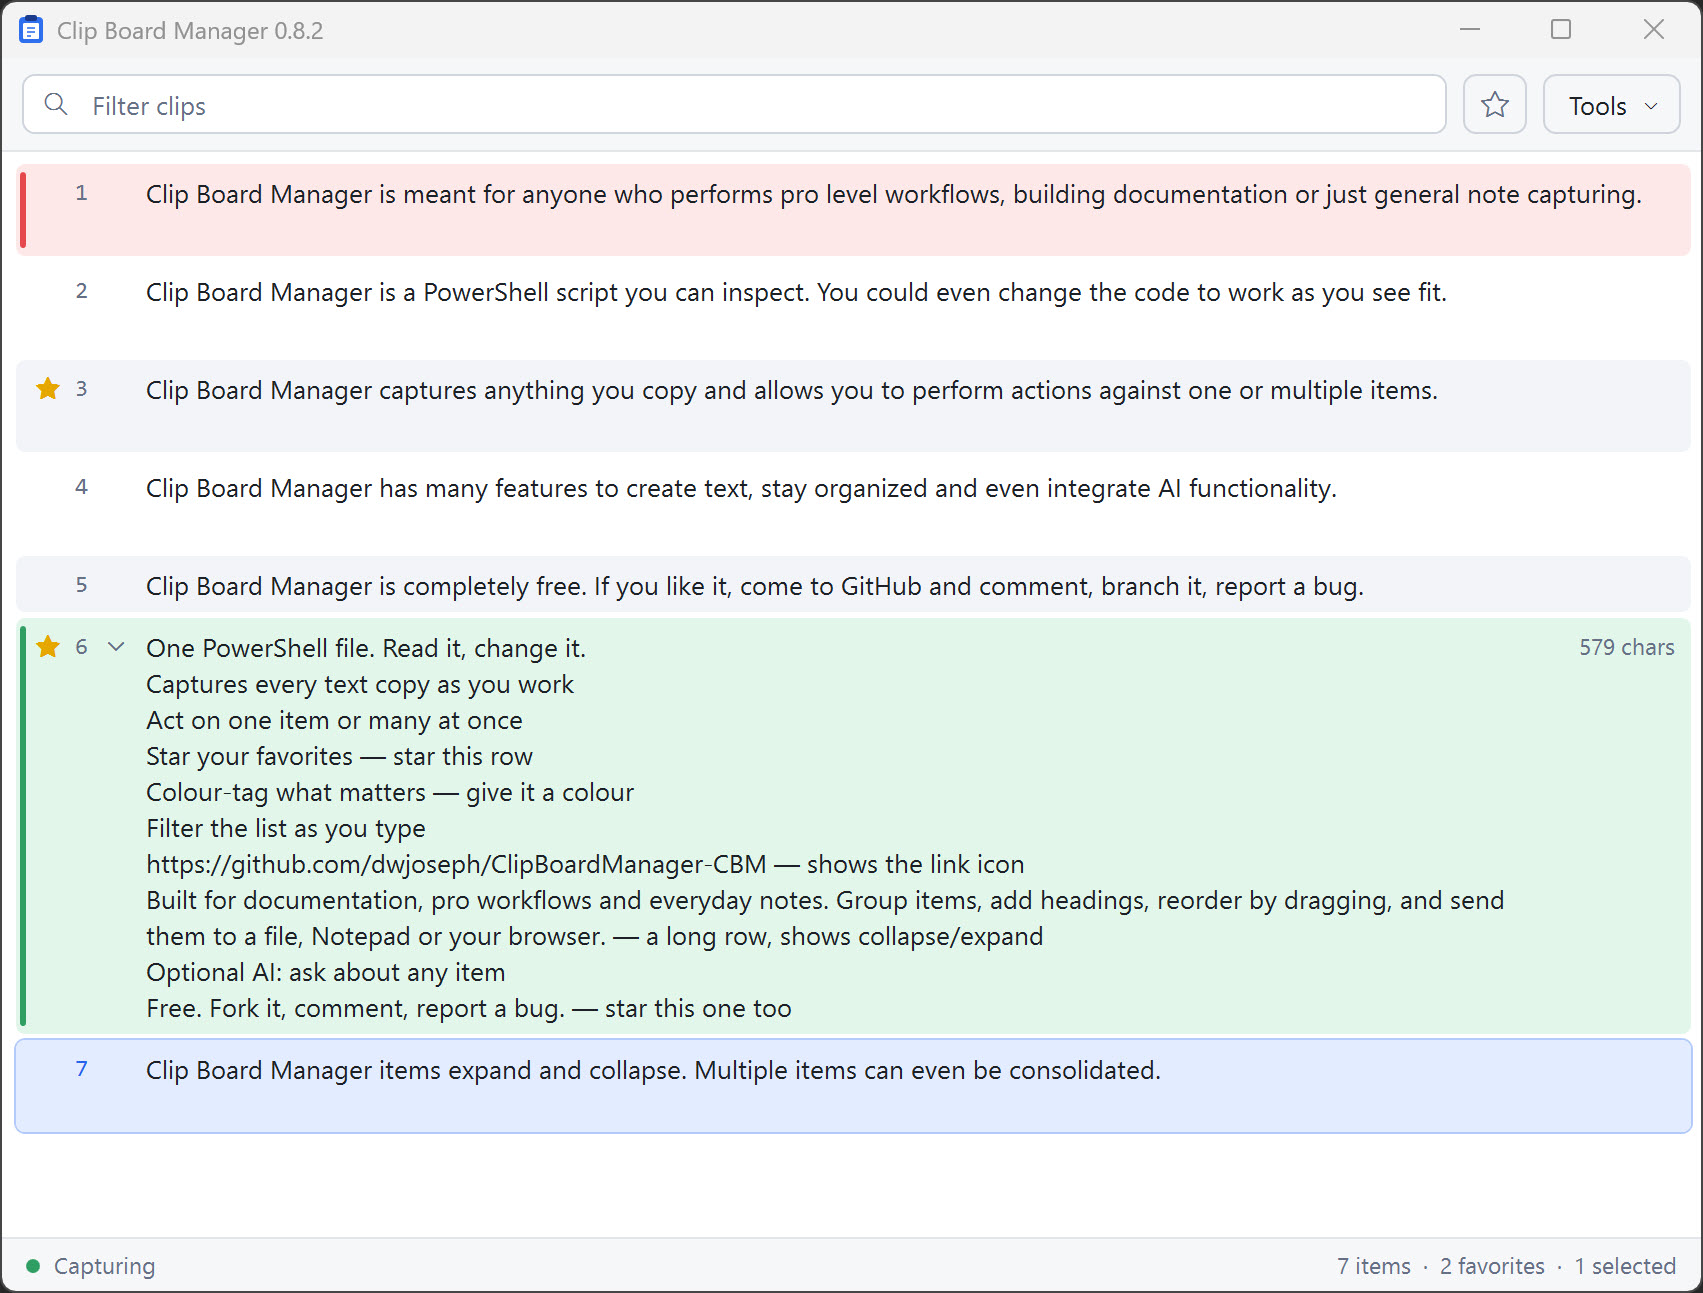 Clip Board Manager 0.8.2
Filter clips
Tools
1 Clip Board Manager is meant for anyone who performs pro level workflows, building documentation or just general note capturing.
2 Clip Board Manager is a PowerShell script you can inspect. You could even change the code to work as you see fit.
3 Clip Board Manager captures anything you copy and allows you to perform actions against one or multiple items.
4 Clip Board Manager has many features to create text, stay organized and even integrate AI functionality.
5 Clip Board Manager is completely free. If you like it, come to GitHub and comment, branch it, report a bug.
6 One PowerShell file. Read it, change it. 579 chars
Captures every text copy as you work
Act on one item or many at once
Star your favorites — star this row
Colour-tag what matters — give it a colour
Filter the list as you type
https://github.com/dwjoseph/ClipBoardManager-CBM — shows the link icon
Built for documentation, pro workflows and everyday notes. Group items, add headings, reorder by dragging, and send
them to a file, Notepad or your browser. — a long row, shows collapse/expand
Optional AI: ask about any item
Free. Fork it, comment, report a bug. — star this one too
7 Clip Board Manager items expand and collapse. Multiple items can even be consolidated.
Capturing 7 items · 2 favorites · 1 selected